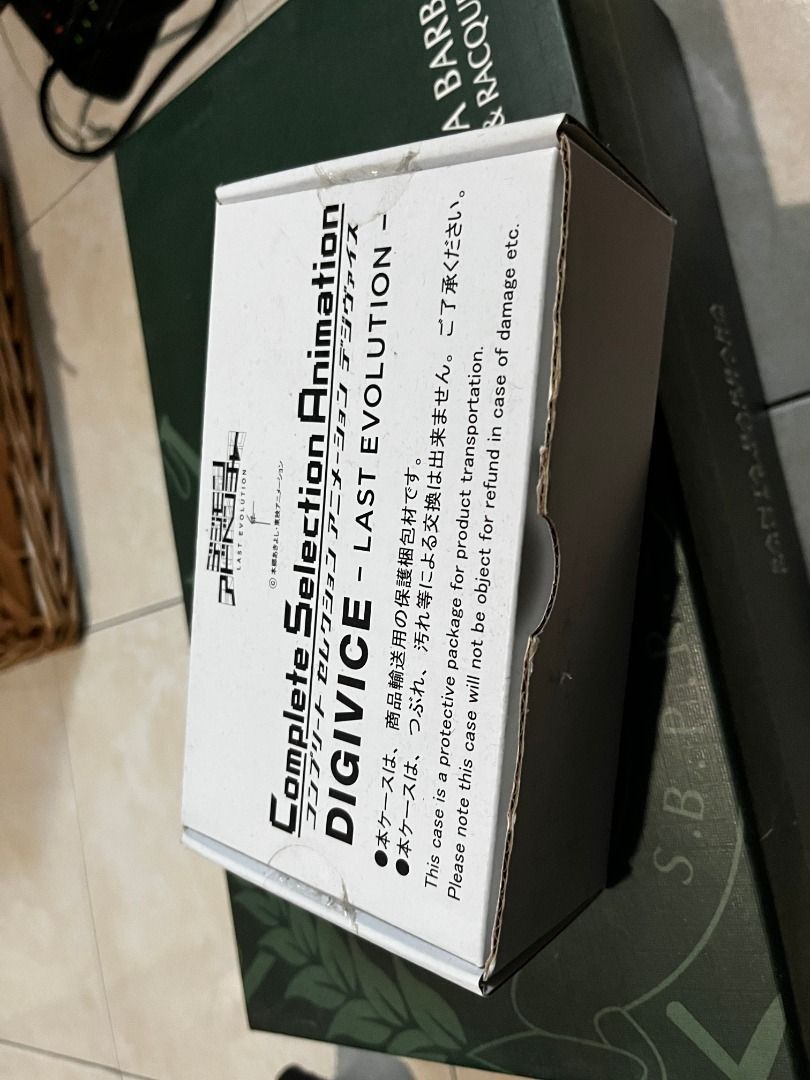 デジモンアドベンチャー
LAST EVOLUTION
© 本郷あきよし・東映アニメーション
Complete Selection Animation
コンプリート セレクション アニメーション デジヴァイス
DIGIVICE - LAST EVOLUTION -
●本ケースは、商品輸送用の保護梱包材です。
●本ケースは、つぶれ、汚れ等による交換は出来ません。ご了承ください。
This case is a protective package for product transportation.
Please note this case will not be object for refund in case of damage etc.
A BARB
& RACQU
S.B.P.R.